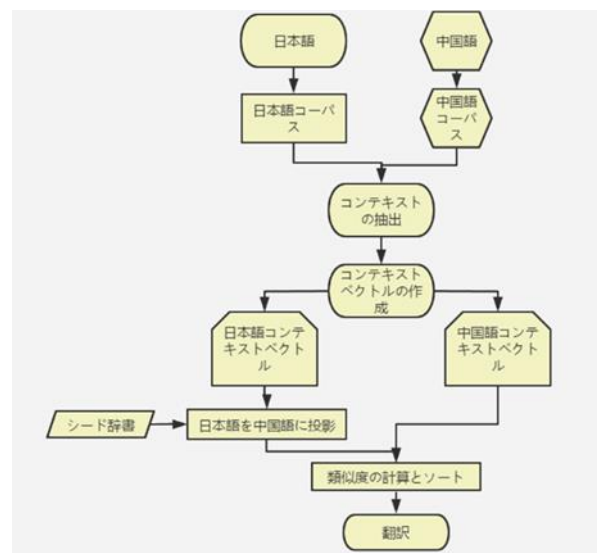 日本語
中国語
日本語コーパ
ス
中国語
コーパス
コンテキスト
の抽出
コンテキスト
ベクトルの作
成
日本語コンテ
キストベクト
ル
中国語コンテ
キストベクト
ル
シード辞書
日本語を中国語に投影
類似度の計算とソート
翻訳